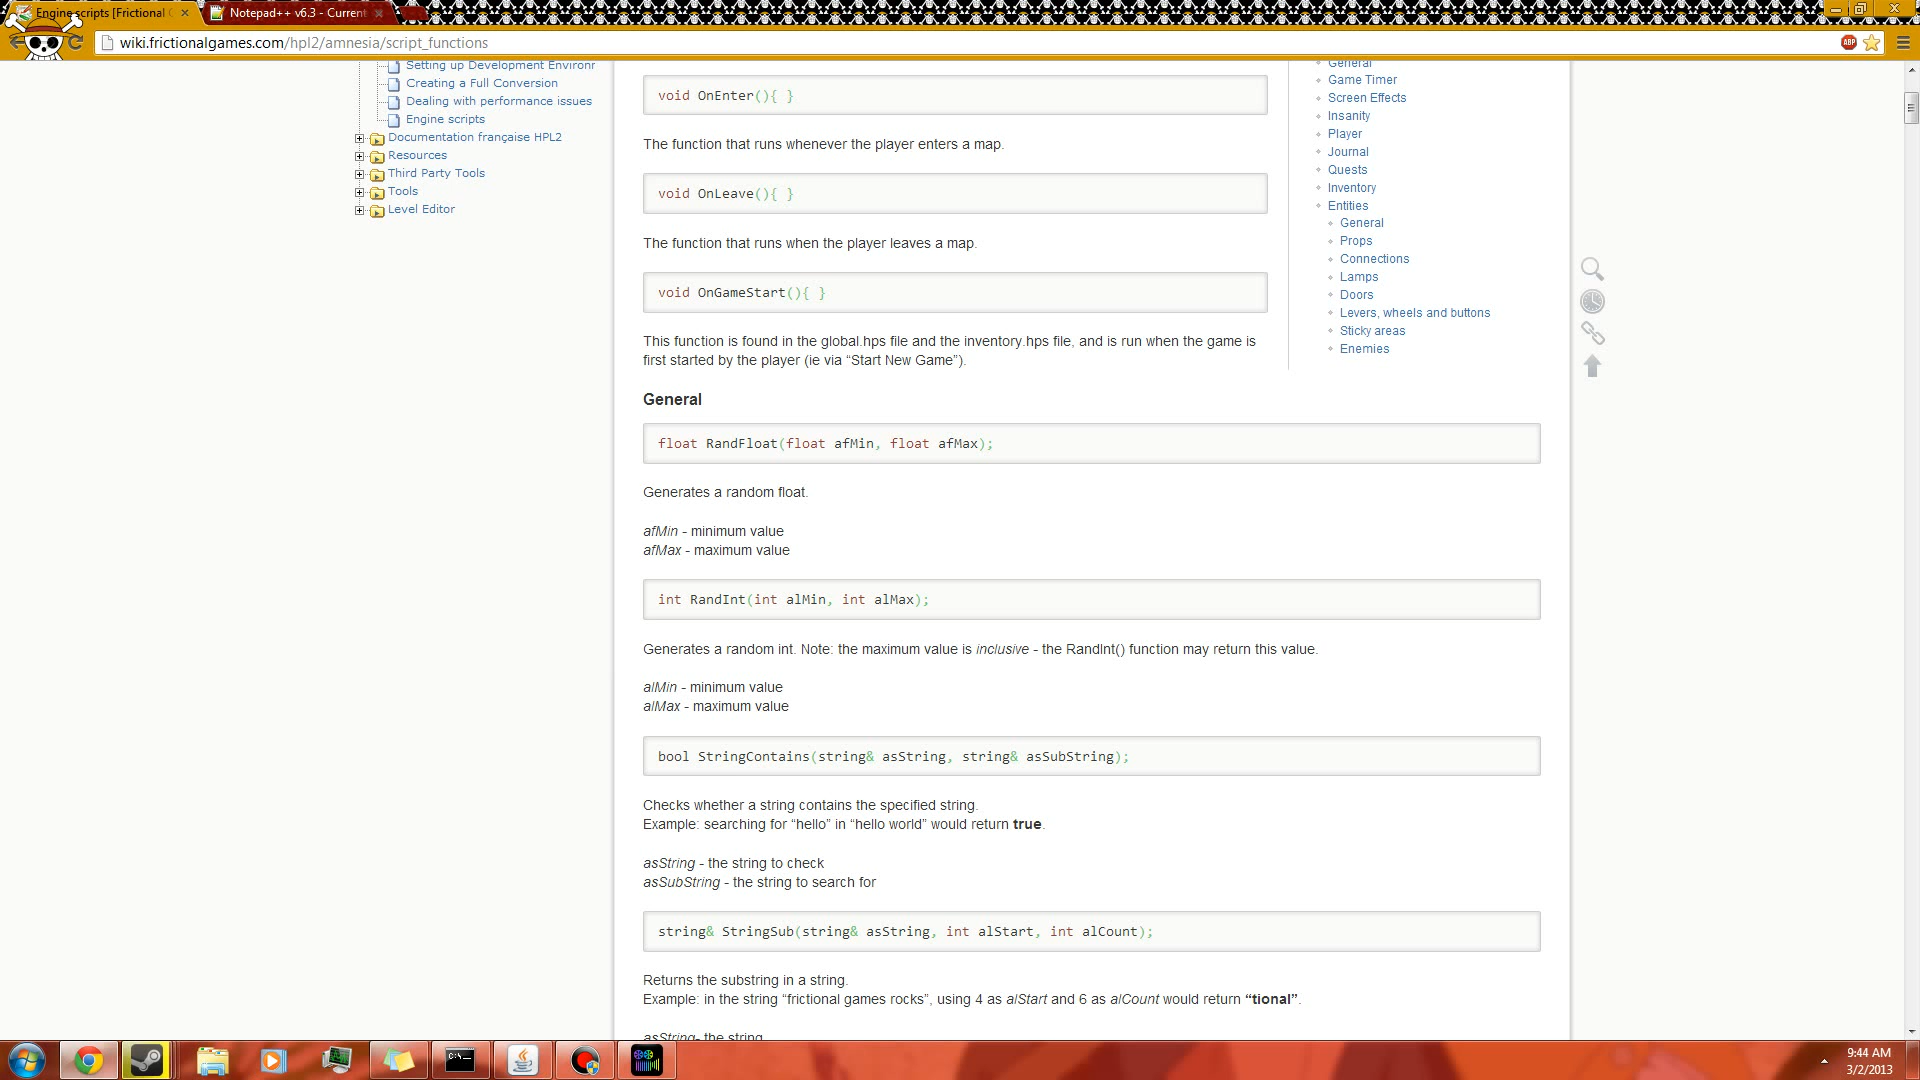 Engine scripts [Frictional
Notepad++ v6.3 - Current
wiki.frictionalgames.com/hpl2/amnesia/script_functions
ABP
Setting up Development Environr
Creating a Full Conversion
Dealing with performance issues
Engine scripts
Documentation française HPL2
Resources
Third Party Tools
Tools
Level Editor
void OnEnter(){ }
The function that runs whenever the player enters a map.
void OnLeave(){ }
The function that runs when the player leaves a map.
void OnGameStart(){ }
This function is found in the global.hps file and the inventory.hps file, and is run when the game is
first started by the player (ie via “Start New Game”).
General
float RandFloat(float afMin, float afMax);
Generates a random float.
afMin - minimum value
afMax - maximum value
int RandInt(int alMin, int alMax);
Generates a random int. Note: the maximum value is inclusive - the RandInt() function may return this value.
alMin - minimum value
alMax - maximum value
bool StringContains(string& asString, string& asSubString);
Checks whether a string contains the specified string.
Example: searching for “hello” in “hello world” would return true.
asString - the string to check
asSubString - the string to search for
string& StringSub(string& asString, int alStart, int alCount);
Returns the substring in a string.
Example: in the string “frictional games rocks”, using 4 as alStart and 6 as alCount would return “tional”.
asString- the string
General
Game Timer
Screen Effects
Insanity
Player
Journal
Quests
Inventory
Entities
General
Props
Connections
Lamps
Doors
Levers, wheels and buttons
Sticky areas
Enemies
C:\_
9:44 AM
3/2/2013